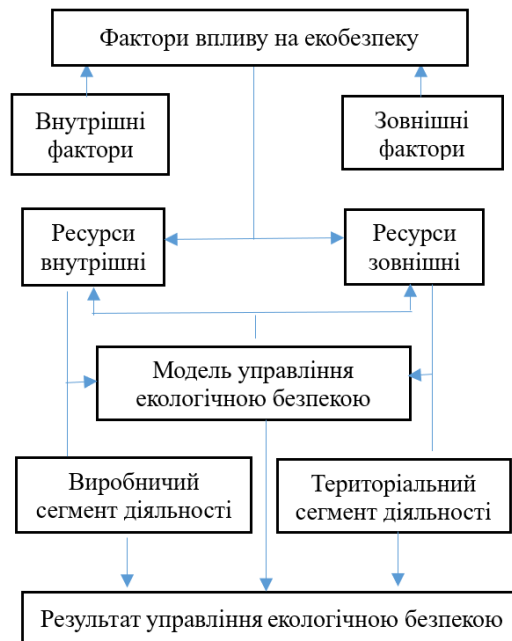 Фактори впливу на екобезпеку
Внутрішні
фактори
Зовнішні
фактори
Ресурси
внутрішні
Ресурси
зовнішні
Модель управління
екологічною безпекою
Виробничий
сегмент діяльності
Територіальний
сегмент діяльності
Результат управління екологічною безпекою